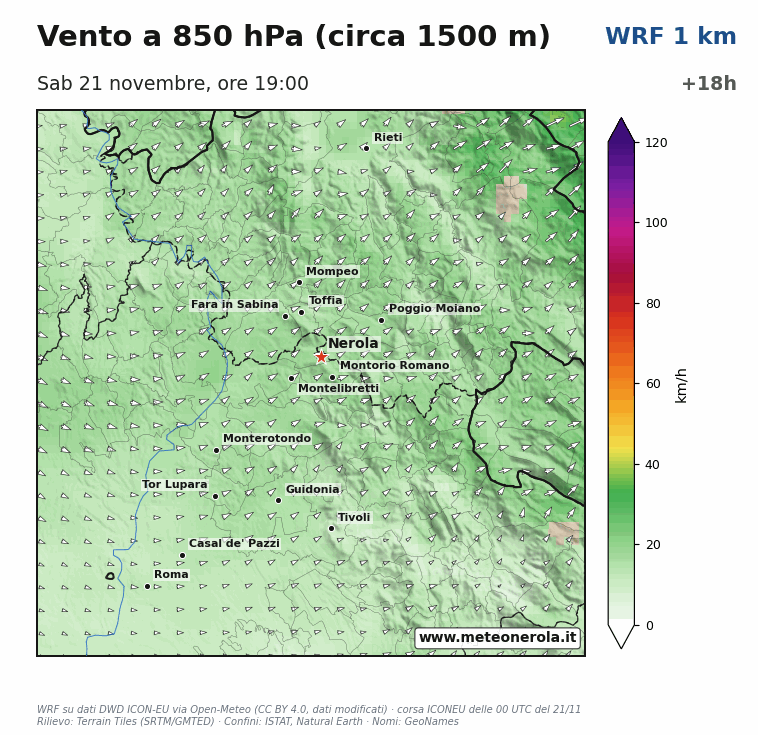 Vento a 850 hPa (circa 1500 m)
WRF 1 km
Sab 21 novembre, ore 19:00
+18h
Rieti
Mompeo
Toffia
Fara in Sabina
Poggio Moiano
Nerola
Montorio Romano
Montelibretti
Monterotondo
Tor Lupara
Guidonia
Tivoli
Casal de' Pazzi
Roma
www.meteonerola.it
120
100
80
60
40
20
0
km/h
WRF su dati DWD ICON-EU via Open-Meteo (CC BY 4.0, dati modificati) · corsa ICONEU delle 00 UTC del 21/11
Rilievo: Terrain Tiles (SRTM/GMTED) · Confini: ISTAT, Natural Earth · Nomi: GeoNames